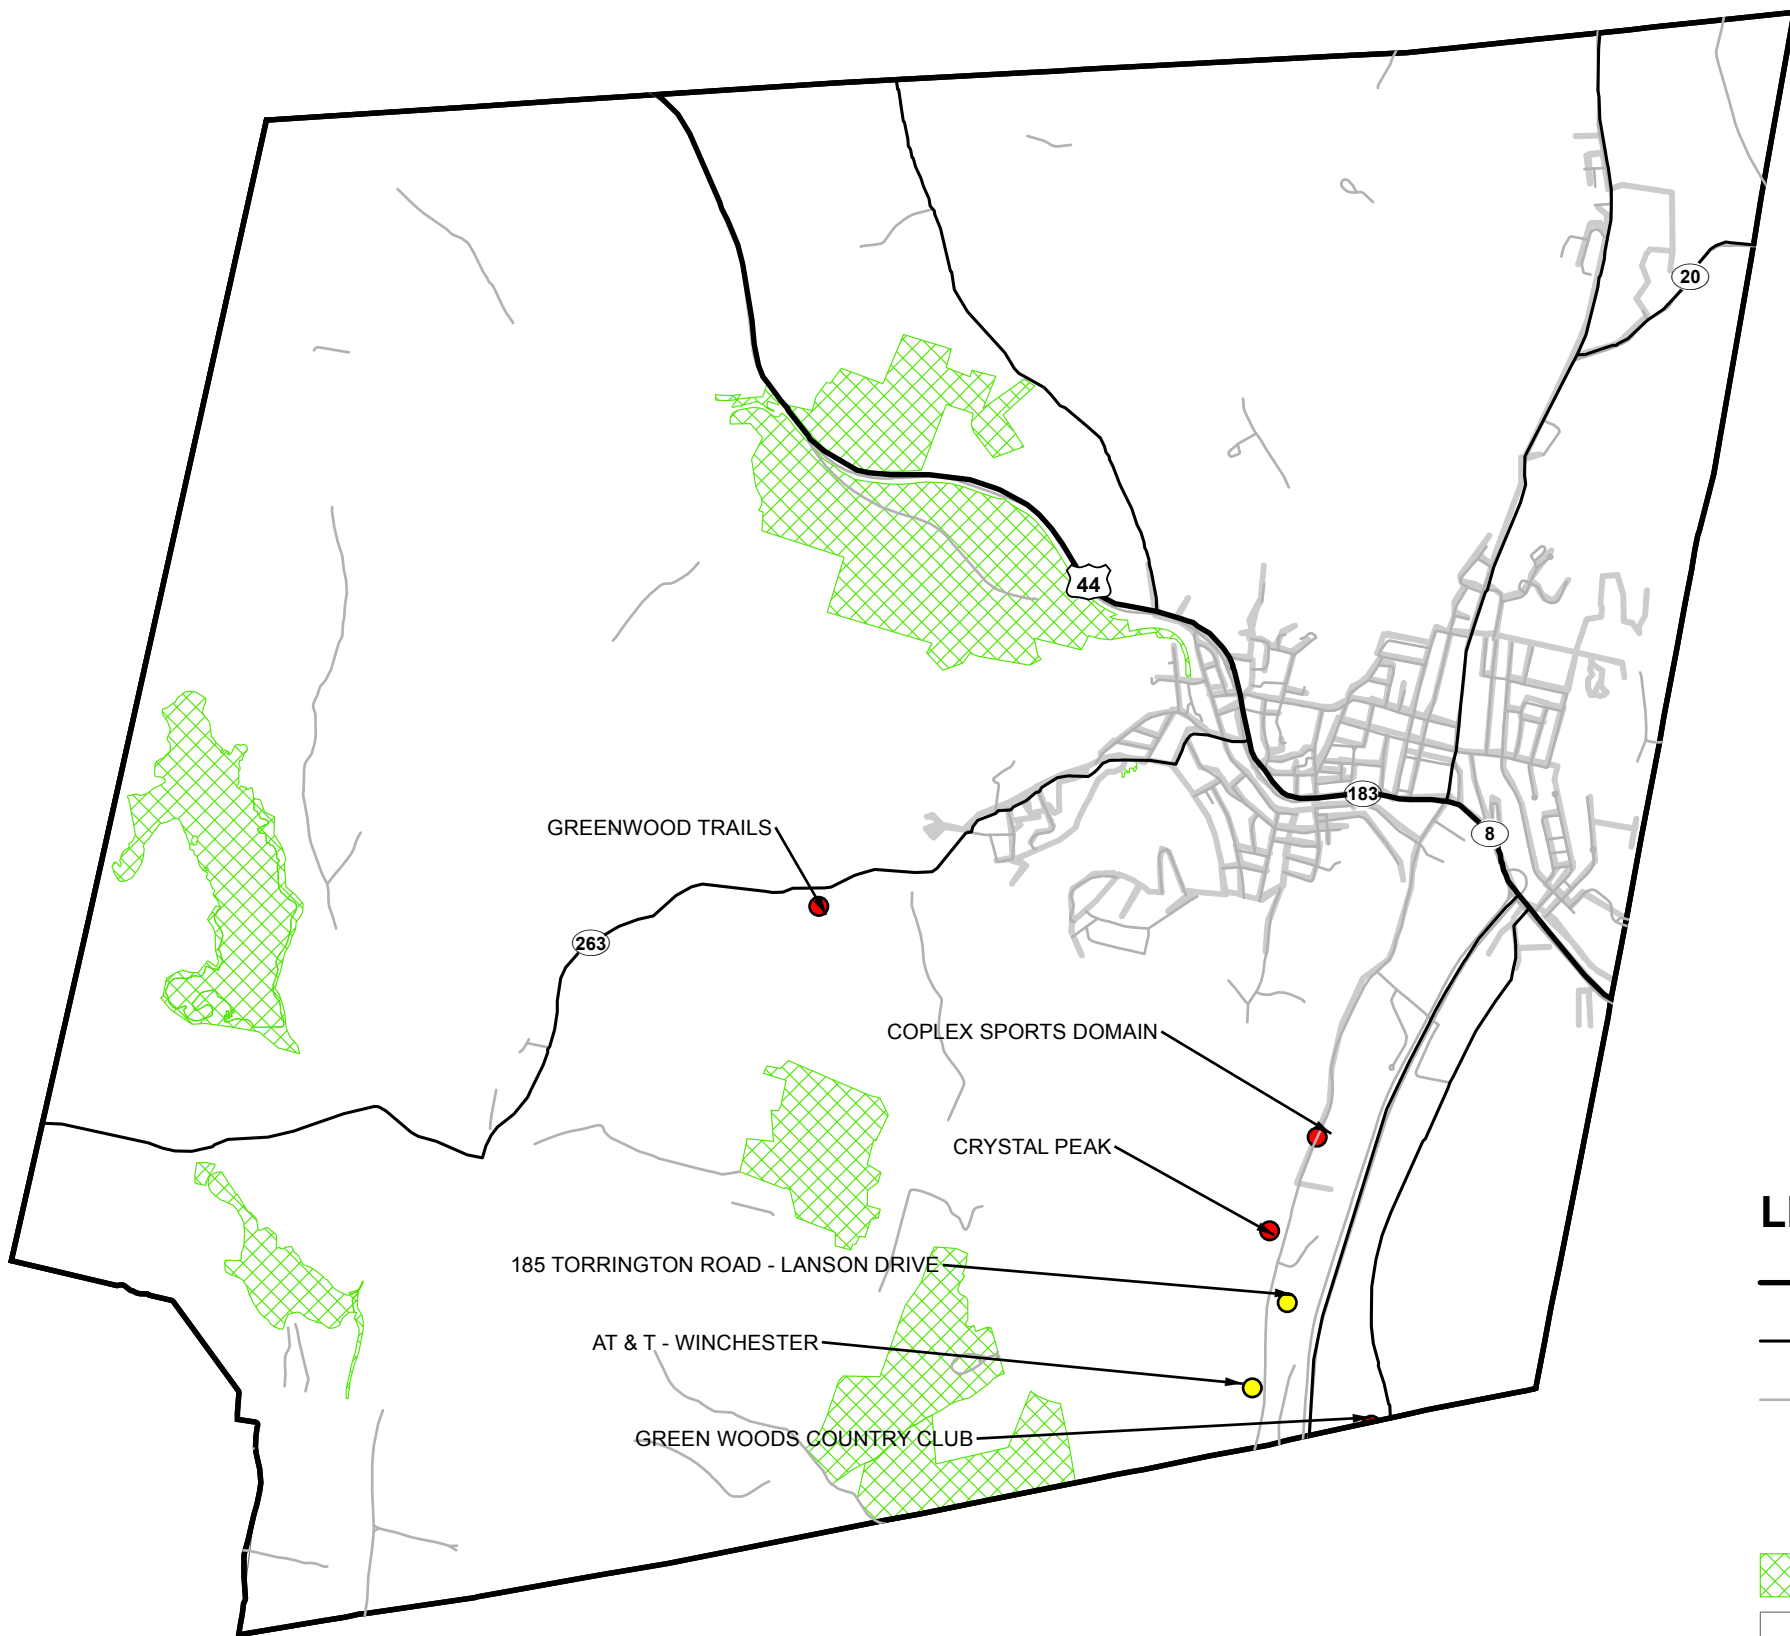 20
44
183
8
GREENWOOD TRAILS
263
COPLEX SPORTS DOMAIN
CRYSTAL PEAK
185 TORRINGTON ROAD - LANSON DRIVE
AT & T - WINCHESTER
GREEN WOODS COUNTRY CLUB